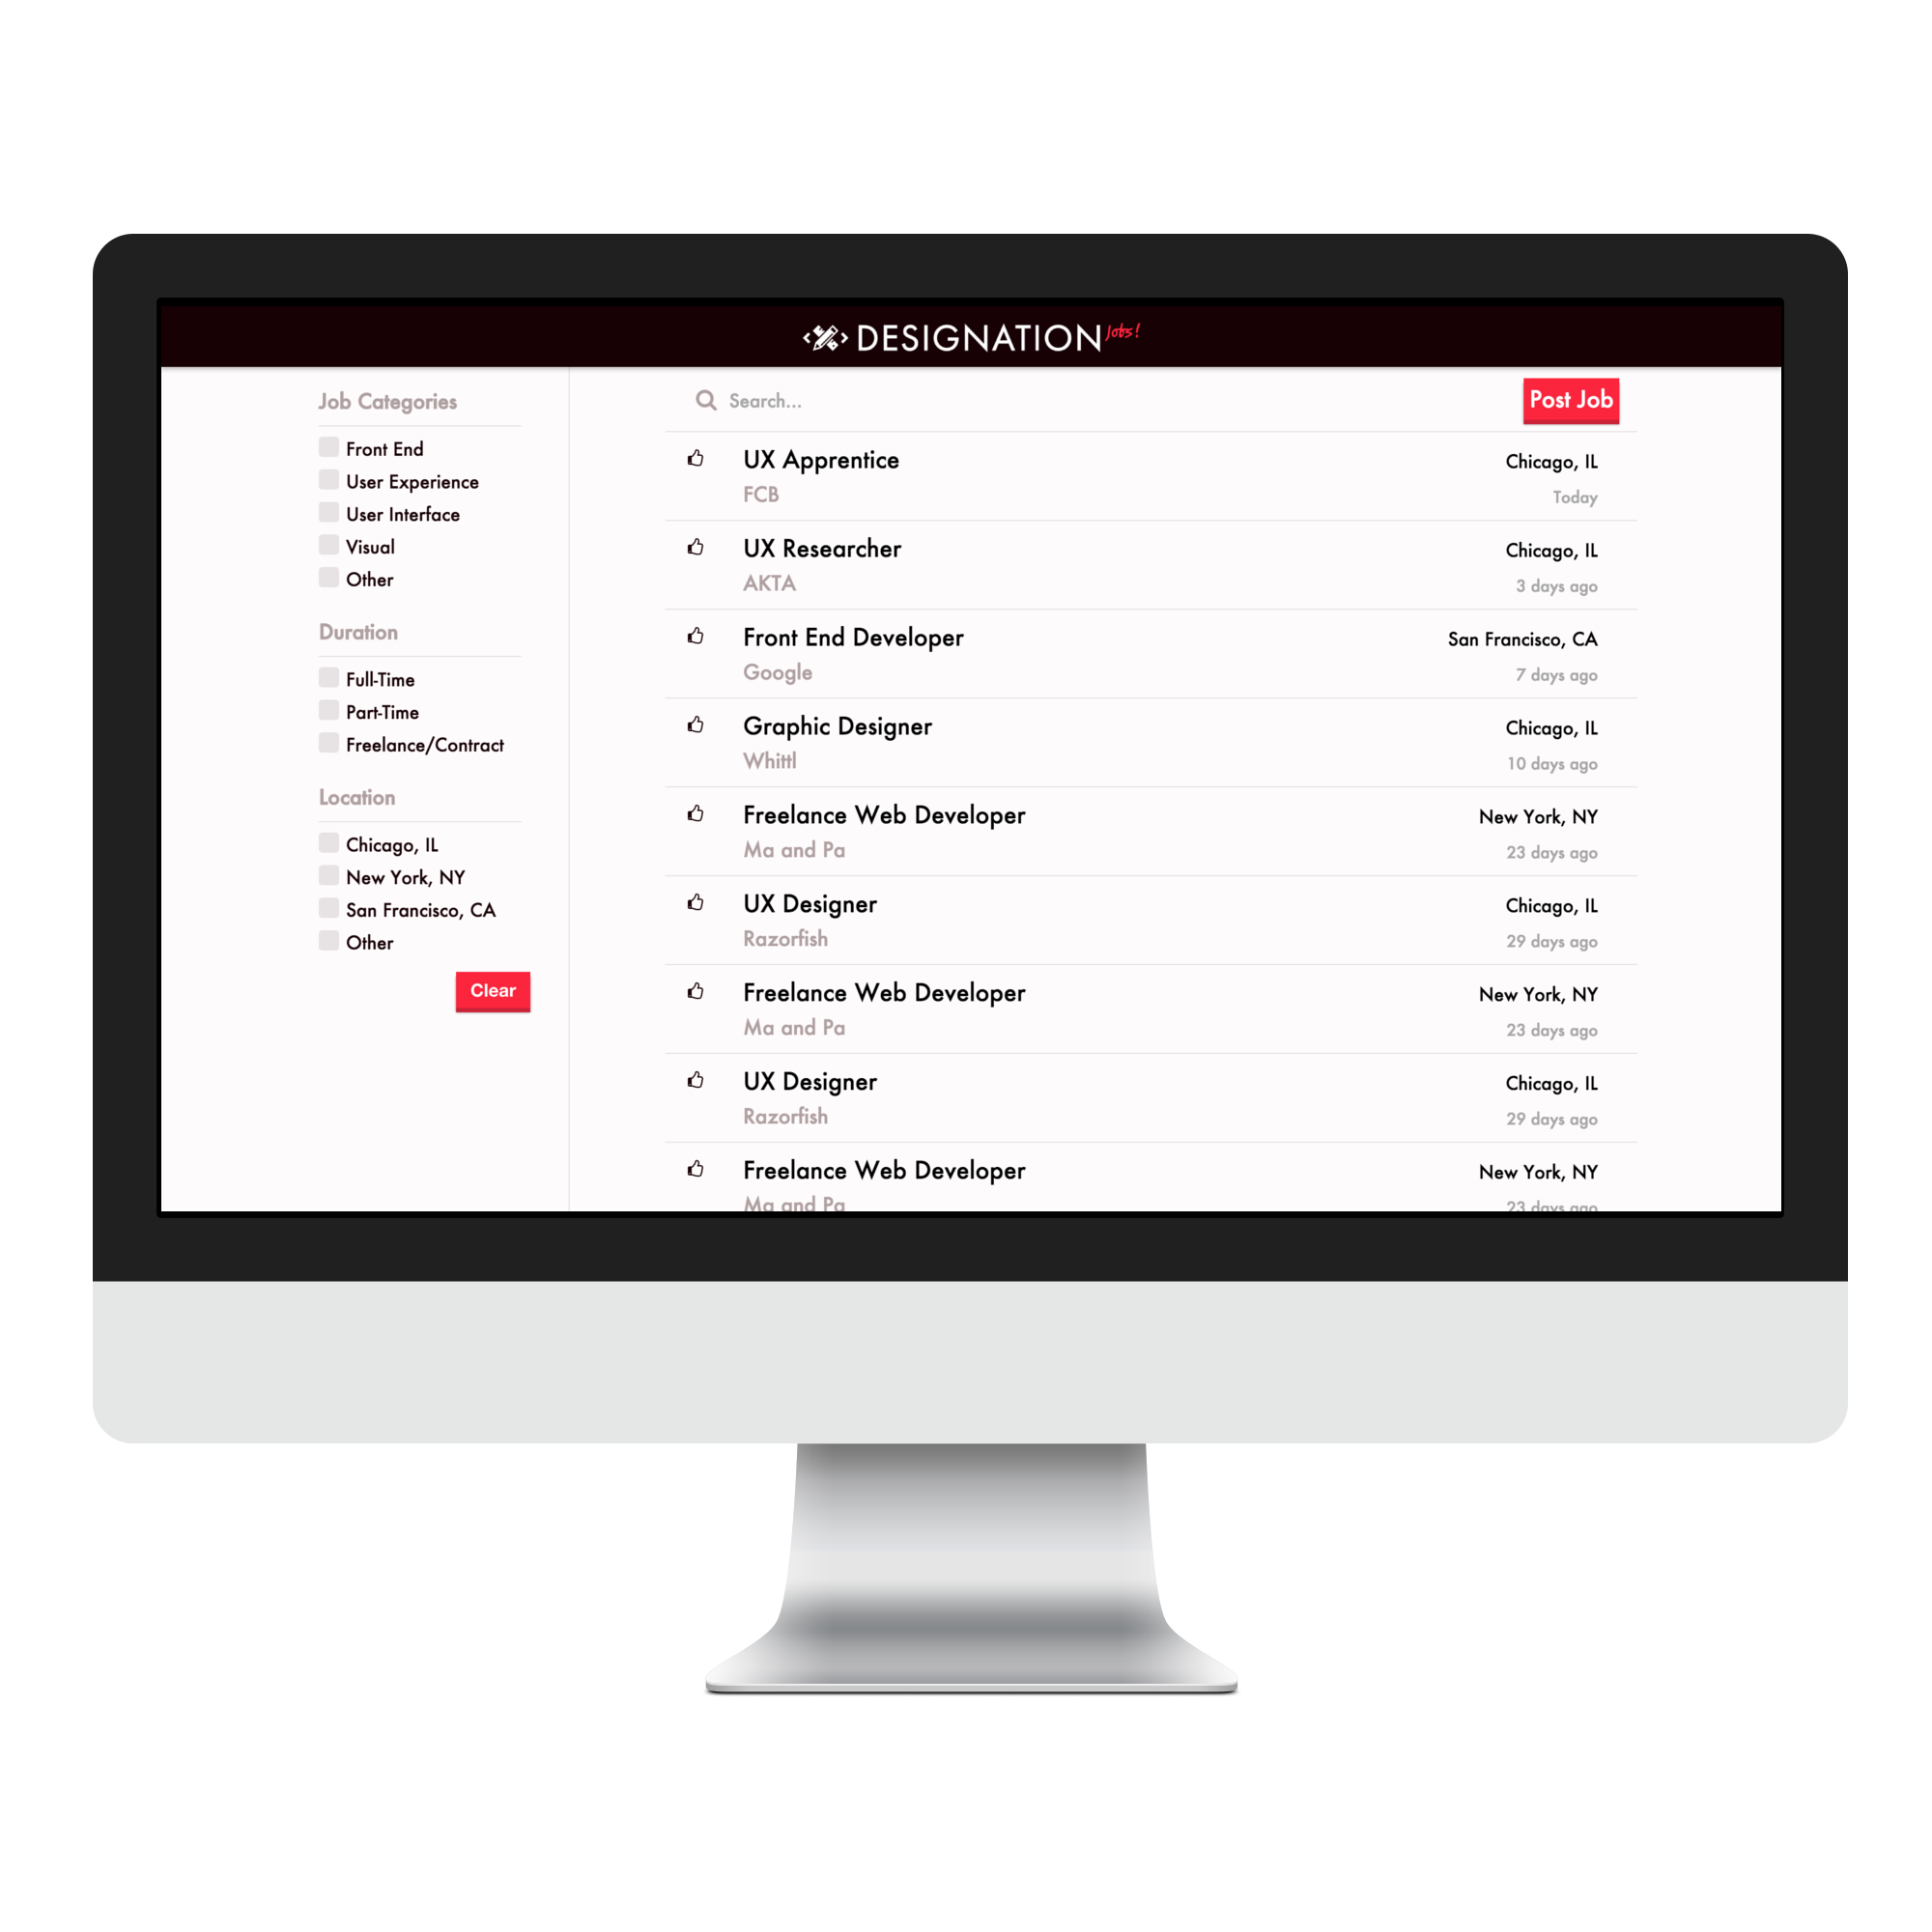 DESIGNATION Jobs!
Job Categories
Front End
User Experience
User Interface
Visual
Other
Duration
Full-Time
Part-Time
Freelance/Contract
Location
Chicago, IL
New York, NY
San Francisco, CA
Other
Clear
Search...
Post Job
UX Apprentice
Chicago, IL
FCB
Today
UX Researcher
Chicago, IL
AKTA
3 days ago
Front End Developer
San Francisco, CA
Google
7 days ago
Graphic Designer
Chicago, IL
Whittl
10 days ago
Freelance Web Developer
New York, NY
Ma and Pa
23 days ago
UX Designer
Chicago, IL
Razorfish
29 days ago
Freelance Web Developer
New York, NY
Ma and Pa
23 days ago
UX Designer
Chicago, IL
Razorfish
29 days ago
Freelance Web Developer
New York, NY
Ma and Pa
23 days ago